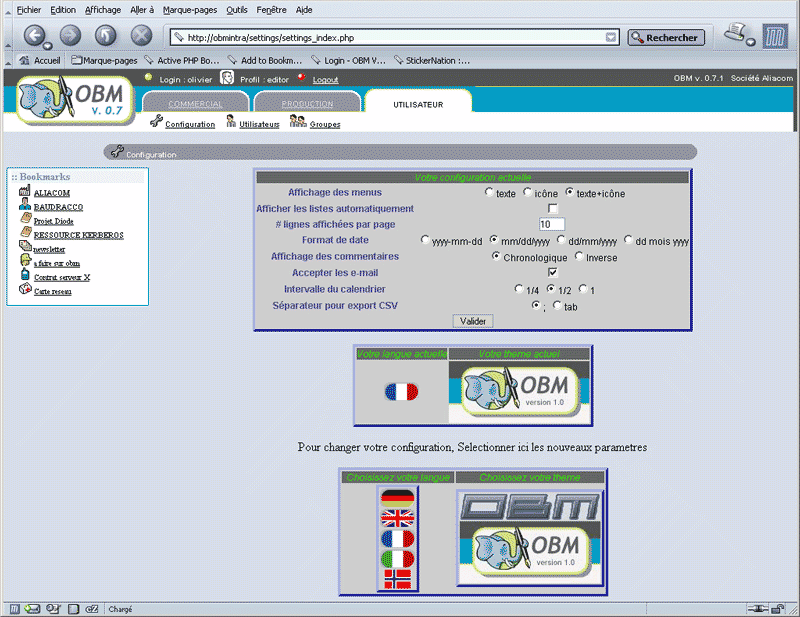 Fichier Edition Affichage Aller à Marque-pages Outils Fenêtre Aide
http://obmintra/settings/settings_index.php Rechercher
Accueil Marque-pages Active PHP Bo... Add to Bookm... Login - OBM V... StickerNation :...
Login : olivier Profil : editor Logout OBM v. 0.7.1 Société Aliacom
OBM
v. 0.7
COMMERCIAL PRODUCTION UTILISATEUR
Configuration Utilisateurs Groupes
Configuration
:: Bookmarks
ALIACOM
BAUDRACCO
Projet Diode
RESSOURCE KERBEROS
newsletter
a faire sur obm
Contrat serveur X
Carte reseau
Votre configuration actuelle
Affichage des menus texte icône texte+icône
Afficher les listes automatiquement
# lignes affichées par page 10
Format de date yyyy-mm-dd mm/dd/yyyy dd/mm/yyyy dd mois yyyy
Affichage des commentaires Chronologique Inverse
Accepter les e-mail
Intervalle du calendrier 1/4 1/2 1
Séparateur pour export CSV ; tab
Valider
Votre langue actuelle Votre theme actuel
OBM
version 1.0
Pour changer votre configuration, Selectionner ici les nouveaux parametres
Choisissez votre langue Choisissez votre theme
OBM
OBM
version 1.0
Chargé